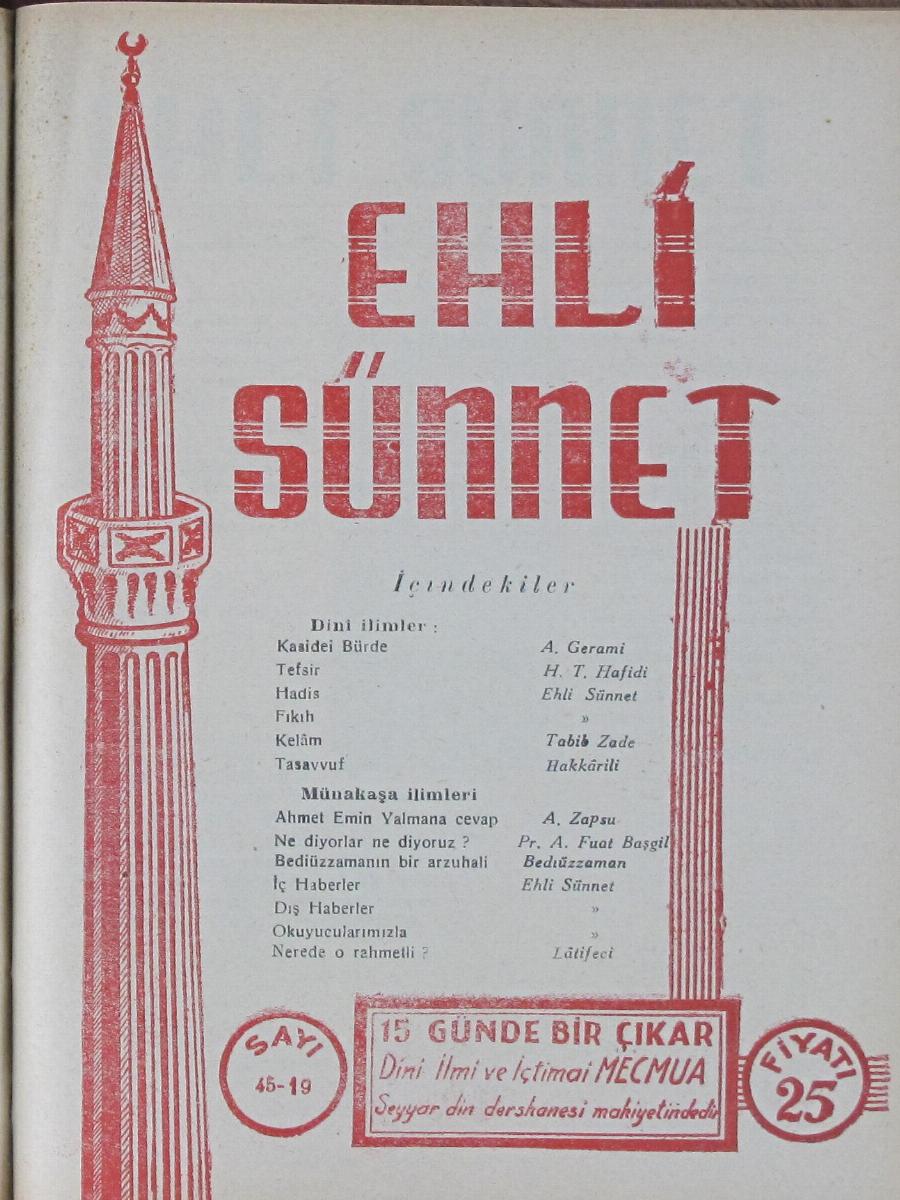 EHLİ
SÜNNET
İçindekiler
Dinî ilimler :
Kasidei Bürde A. Gerami
Tefsir H. T. Hafidi
Hadis Ehli Sünnet
Fıkıh »
Kelâm Tabib Zade
Tasavvuf Hakkârili
Münakaşa ilimleri
Ahmet Emin Yalmana cevap A. Zapsu
Ne diyorlar ne diyoruz ? Pr. A. Fuat Başgil
Bediüzzamanın bir arzuhali Bediüzzaman
İç Haberler Ehli Sünnet
Dış Haberler »
Okuyucularımızla »
Nerede o rahmetli ? Lâtifeci
SAYI
45-19
15 GÜNDE BİR ÇIKAR
Dini İlmi ve İçtimai MECMUA
Seyyar din dershanesi makiyetindedir
FİYATI
25